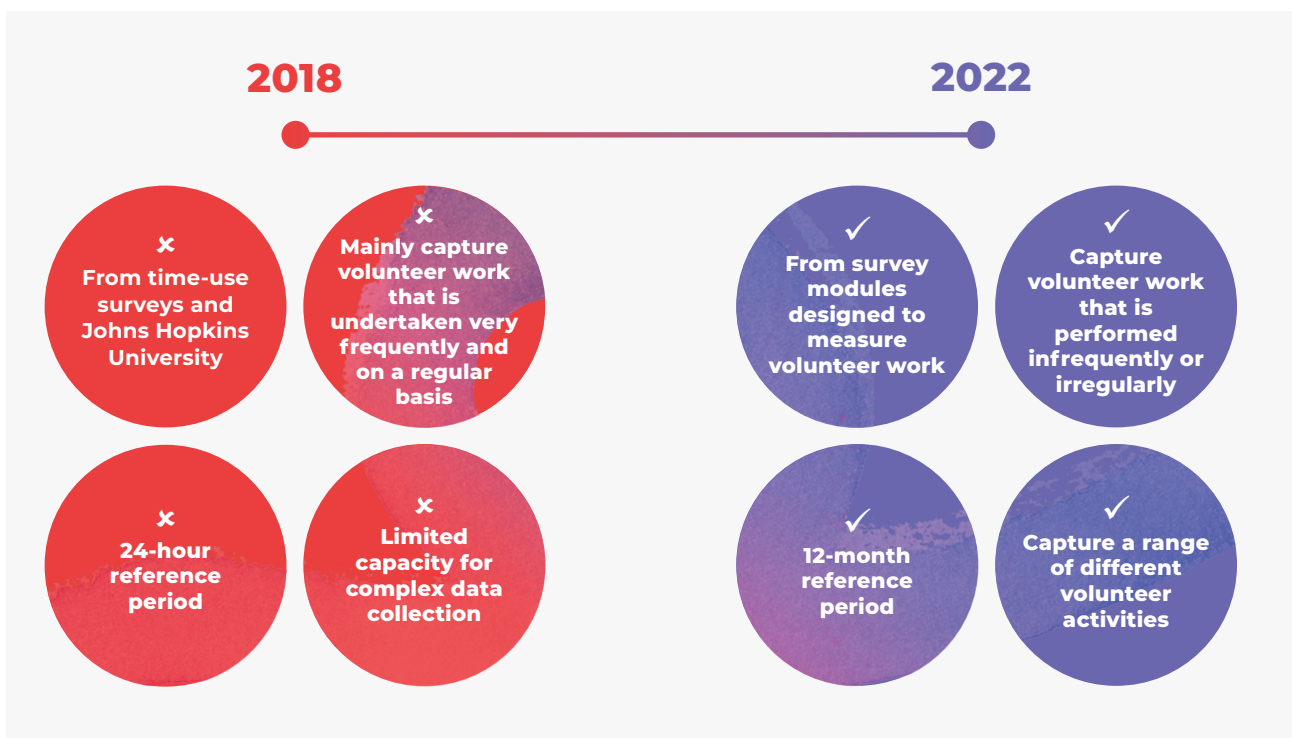 2018
2022
✘
From time-use
surveys and
Johns Hopkins
University
✘
Mainly capture
volunteer work
that is
undertaken very
frequently and
on a regular
basis
✓
From survey
modules
designed to
measure
volunteer work
✓
Capture
volunteer work
that is
performed
infrequently or
irregularly
✘
24-hour
reference
period
✘
Limited
capacity for
complex data
collection
✓
12-month
reference
period
✓
Capture a range
of different
volunteer
activities